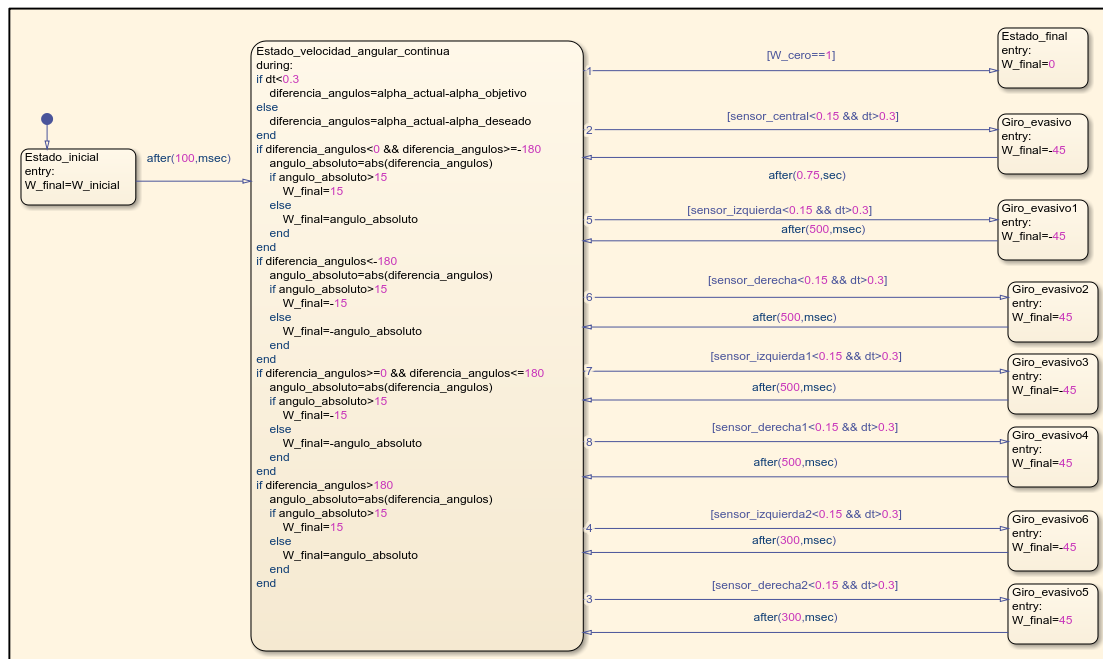 Estado_inicial
entry:
W_final=W_inicial
after(100,msec)
Estado_velocidad_angular_continua
during:
if dt<0.3
diferencia_angulos=alpha_actual-alpha_objetivo
else
diferencia_angulos=alpha_actual-alpha_deseado
end
if diferencia_angulos<0 && diferencia_angulos>=-180
angulo_absoluto=abs(diferencia_angulos)
if angulo_absoluto>15
W_final=15
else
W_final=angulo_absoluto
end
end
if diferencia_angulos<-180
angulo_absoluto=abs(diferencia_angulos)
if angulo_absoluto>15
W_final=-15
else
W_final=-angulo_absoluto
end
end
if diferencia_angulos>=0 && diferencia_angulos<=180
angulo_absoluto=abs(diferencia_angulos)
if angulo_absoluto>15
W_final=-15
else
W_final=-angulo_absoluto
end
end
if diferencia_angulos>180
angulo_absoluto=abs(diferencia_angulos)
if angulo_absoluto>15
W_final=15
else
W_final=angulo_absoluto
end
end
1
[W_cero==1]
Estado_final
entry:
W_final=0
2
[sensor_central<0.15 && dt>0.3]
after(0.75,sec)
Giro_evasivo
entry:
W_final=-45
5
[sensor_izquierda<0.15 && dt>0.3]
after(500,msec)
Giro_evasivo1
entry:
W_final=-45
6
[sensor_derecha<0.15 && dt>0.3]
after(500,msec)
Giro_evasivo2
entry:
W_final=45
7
[sensor_izquierda1<0.15 && dt>0.3]
after(500,msec)
Giro_evasivo3
entry:
W_final=-45
8
[sensor_derecha1<0.15 && dt>0.3]
after(500,msec)
Giro_evasivo4
entry:
W_final=45
4
[sensor_izquierda2<0.15 && dt>0.3]
after(300,msec)
Giro_evasivo6
entry:
W_final=-45
3
[sensor_derecha2<0.15 && dt>0.3]
after(300,msec)
Giro_evasivo5
entry:
W_final=45